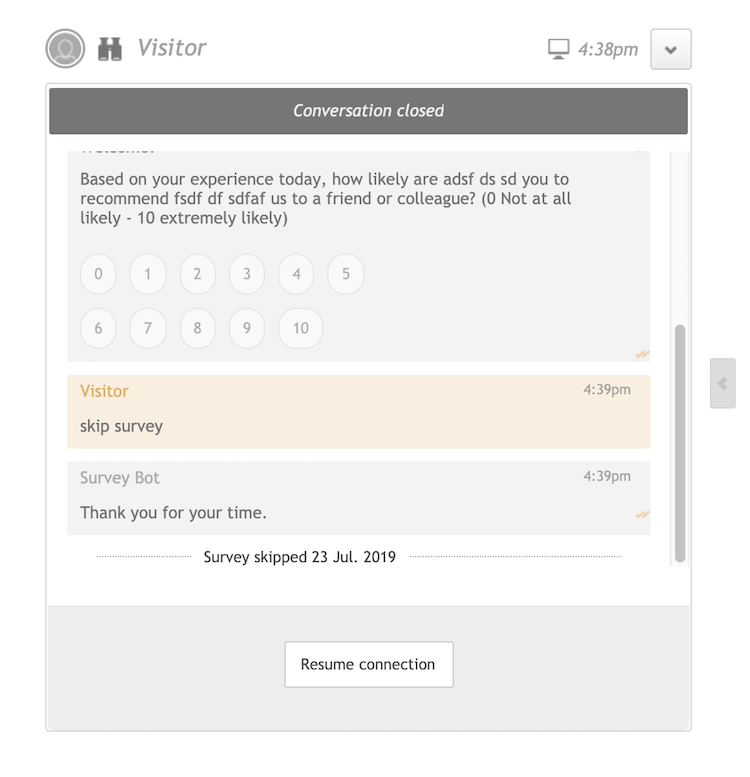 Visitor 4:38pm
Conversation closed
Welcome!
Based on your experience today, how likely are adsf ds sd you to
recommend fsdf df sdfaf us to a friend or colleague? (0 Not at all
likely - 10 extremely likely)
0 1 2 3 4 5
6 7 8 9 10
Visitor 4:39pm
skip survey
Survey Bot 4:39pm
Thank you for your time.
Survey skipped 23 Jul. 2019
Resume connection